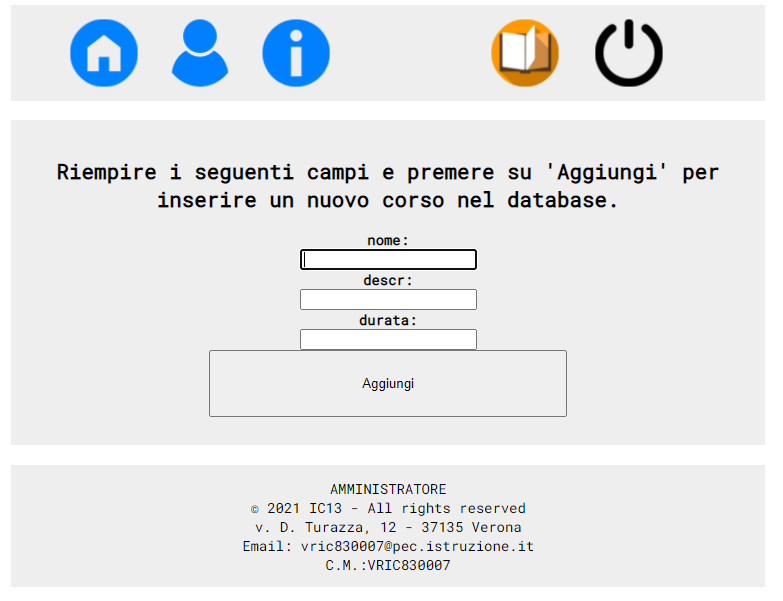 Riempire i seguenti campi e premere su 'Aggiungi' per
inserire un nuovo corso nel database.
nome:
descr:
durata:
Aggiungi
AMMINISTRATORE
© 2021 IC13 - All rights reserved
v. D. Turazza, 12 - 37135 Verona
Email: vric830007@pec.istruzione.it
C.M.:VRIC830007